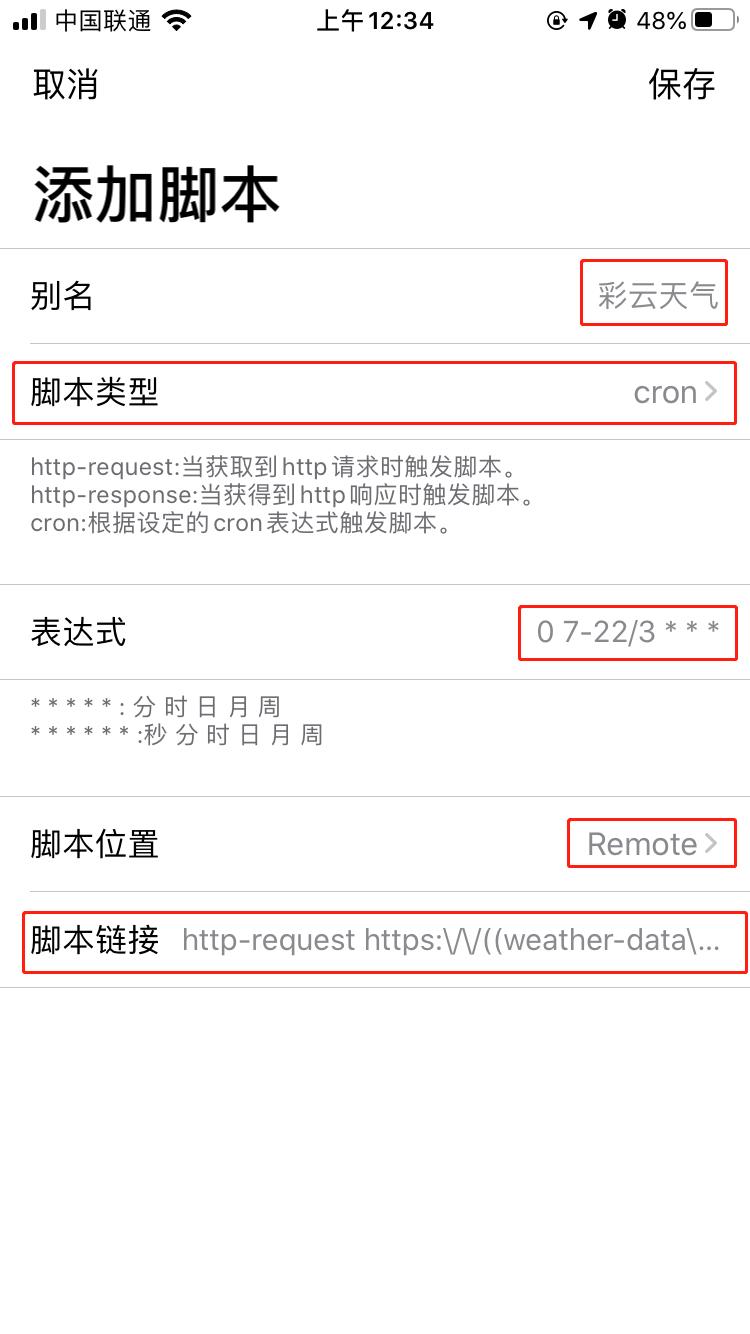 中国联通 上午12:34 48%
取消 保存
添加脚本
别名 彩云天气
脚本类型 cron
http-request:当获取到http请求时触发脚本。
http-response:当获得到http响应时触发脚本。
cron:根据设定的cron表达式触发脚本。
表达式 0 7-22/3 * * *
* * * * * : 分 时 日 月 周
* * * * * * :秒 分 时 日 月 周
脚本位置 Remote
脚本链接 http-request https:\/\/((weather-data\...